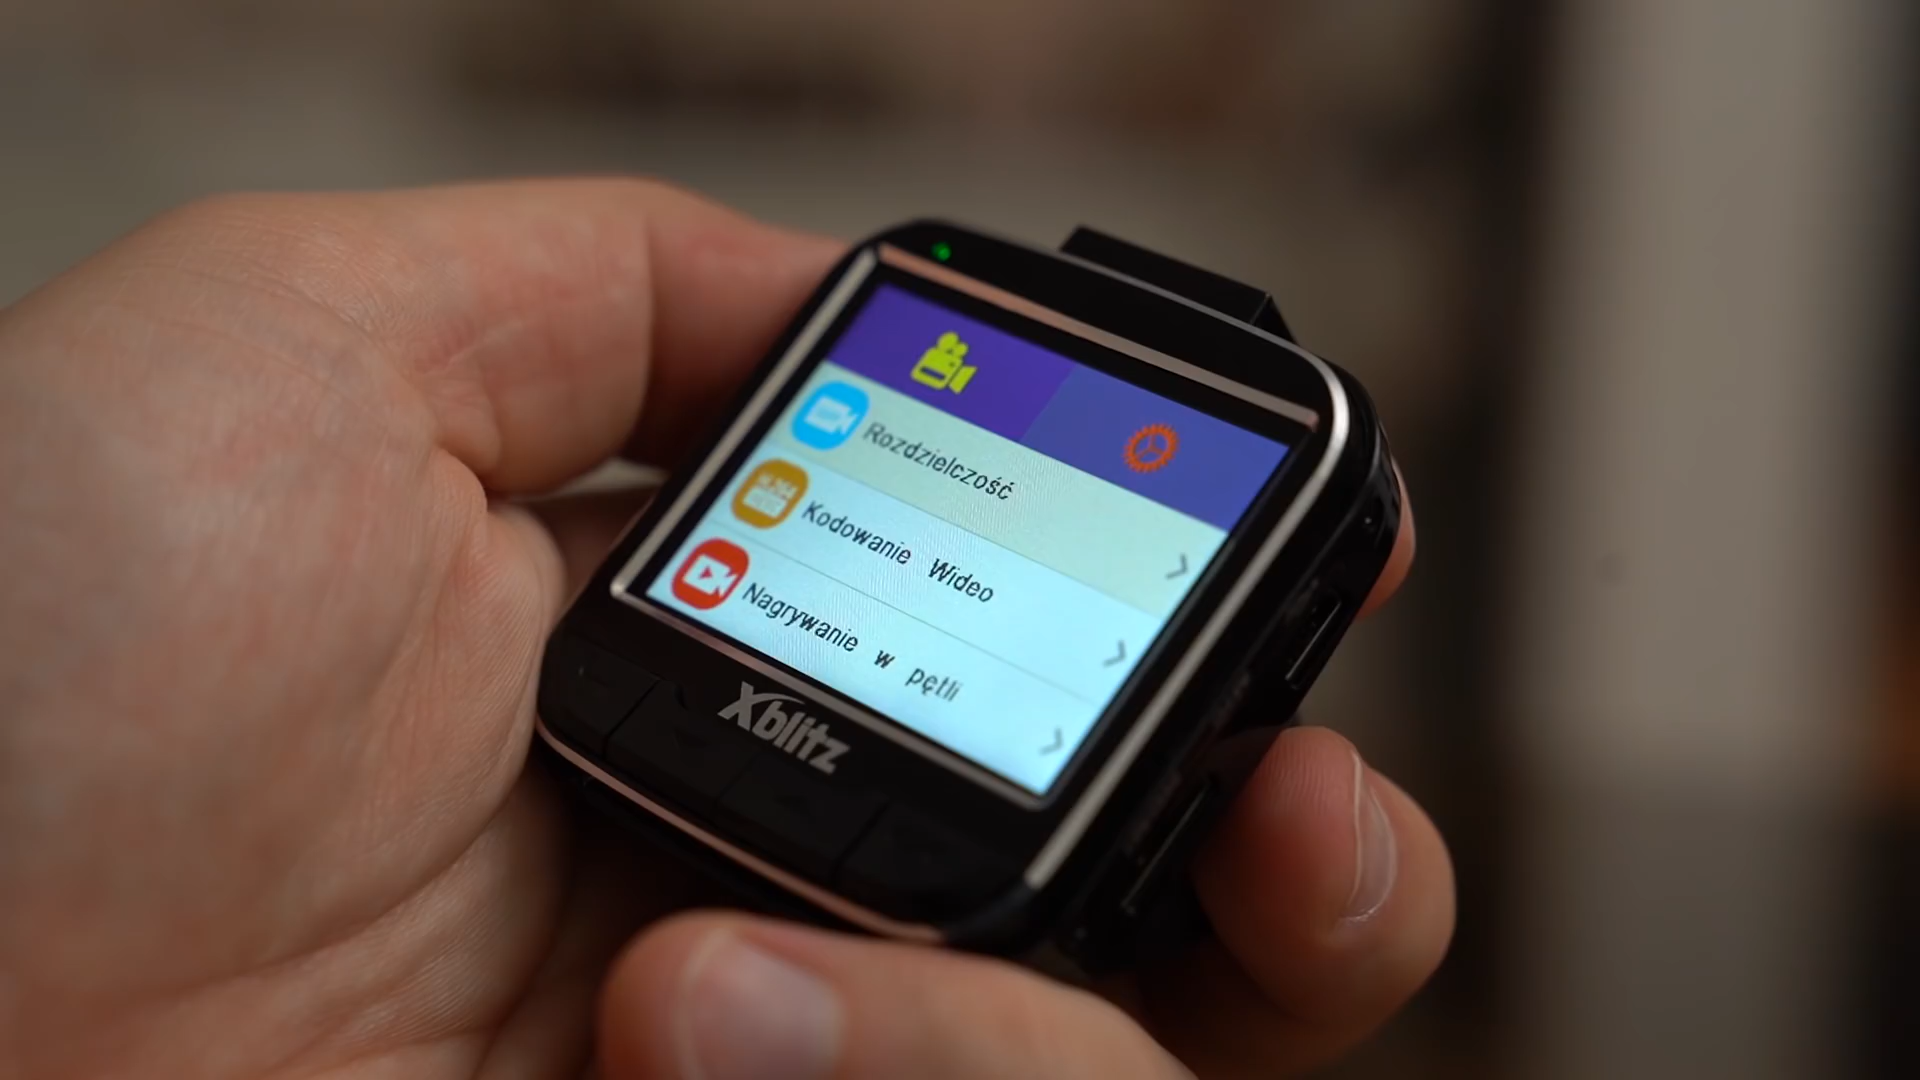 Rozdzielczość
Kodowanie Wideo
Nagrywanie w pętli
Xblitz